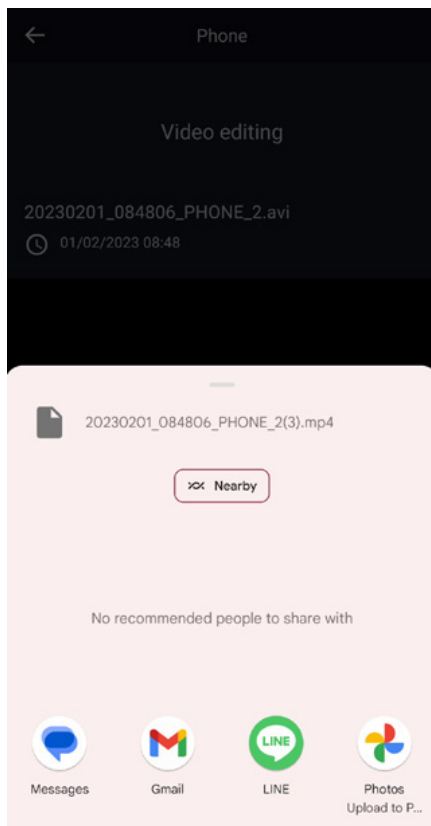 Phone
Video editing
20230201_084806_PHONE_2.avi
01/02/2023 08:48
20230201_084806_PHONE_2(3).mp4
Nearby
No recommended people to share with
LINE
Messages
Gmail
LINE
Photos
Upload to P...